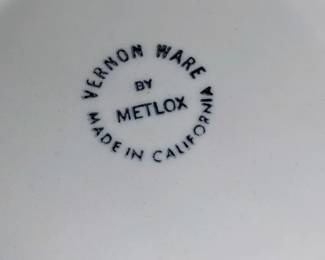 VERNON WARE
BY
METLOX
MADE IN CALIFORNIA